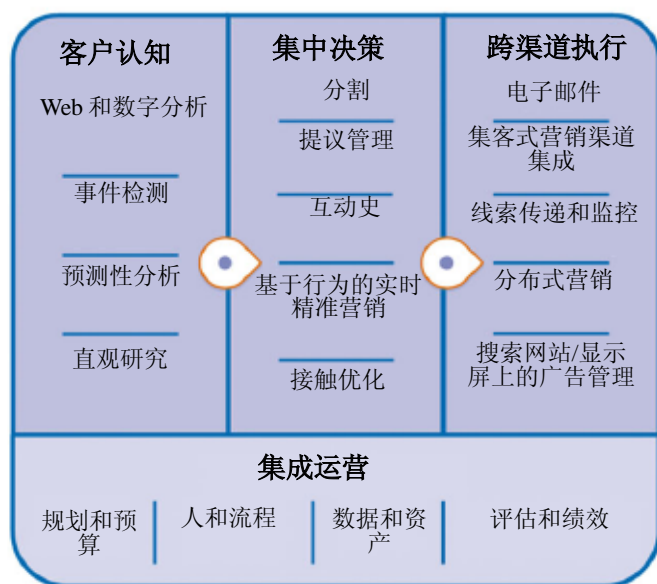 客户认知
Web 和数字分析
事件检测
预测性分析
直观研究
集中决策
分割
提议管理
互动史
基于行为的实时
精准营销
接触优化
跨渠道执行
电子邮件
集客式营销渠道
集成
线索传递和监控
分布式营销
搜索网站/显示
屏上的广告管理
集成运营
规划和预
算
人和流程
数据和资
产
评估和绩效